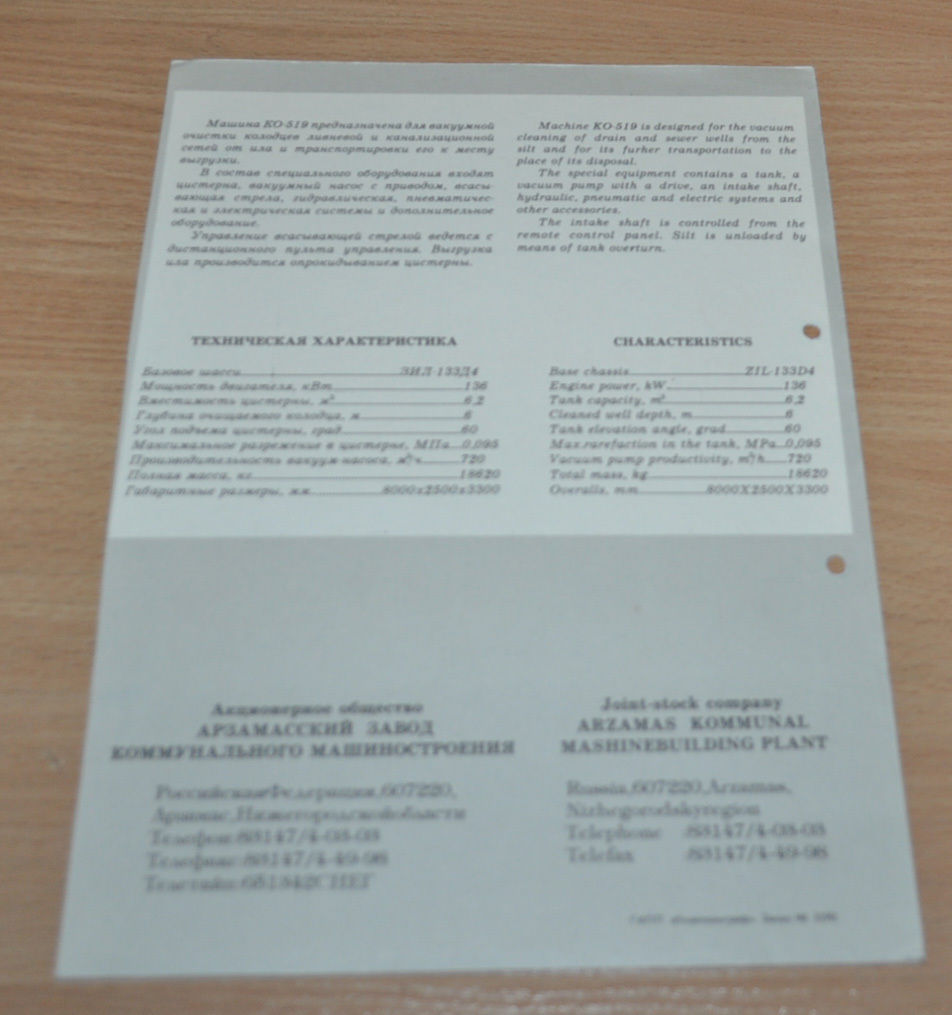 Машина КО-519 предназначена для вакуумной
очистки колодцев ливневой и канализационной
сетей от ила и транспортировки его к месту
выгрузки.
В состав специального оборудования входят
цистерна, вакуумный насос с приводом, всасы-
вающая стрела, гидравлическая, пневматичес-
кая и электрическая системы и дополнительное
оборудование.
Управление всасывающей стрелой ведется с
дистанционного пульта управления. Выгрузка
ила производится опрокидыванием цистерны.
Machine KO-519 is designed for the vacuum
cleaning of drain and sewer wells from the
silt and for its furher transportation to the
place of its disposal.
The special equipment contains a tank, a
vacuum pump with a drive, an intake shaft,
hydraulic, pneumatic and electric systems and
other accessories.
The intake shaft is controlled from the
remote control panel. Silt is unloaded by
means of tank overturn.
ТЕХНИЧЕСКАЯ ХАРАКТЕРИСТИКА
Базовое шасси ЗИЛ-133Д4
Мощность двигателя, кВт 136
Вместимость цистерны, м³ 6,2
Глубина очищаемого колодца, м 6
Угол подъема цистерны, град 60
Максимальное разрежение в цистерне, МПа 0,095
Производительность вакуум-насоса, м³/ч 720
Полная масса, кг 18620
Габаритные размеры, мм 8000х2500х3300
CHARACTERISTICS
Base chassis ZIL-133D4
Engine power, kW 136
Tank capacity, m³ 6,2
Cleaned well depth, m 6
Tank elevation angle, grad 60
Max.rarefaction in the tank, MPa 0,095
Vacuum pump productivity, m³/h 720
Total mass, kg 18620
Overalls, mm 8000X2500X3300
Акционерное общество
АРЗАМАССКИЙ ЗАВОД
КОММУНАЛЬНОГО МАШИНОСТРОЕНИЯ
Российская Федерация, 607220,
Арзамас, Нижегородской области
Телефон: 83147/4-03-03
Телефакс: 83147/4-49-98
Телетайп: 651342 СНЕГ
Joint-stock company
ARZAMAS KOMMUNAL
MASHINEBUILDING PLANT
Russia, 607220, Arzamas,
Nizhegorodsky region
Telephone :83147/4-03-03
Telefax :83147/4-49-98